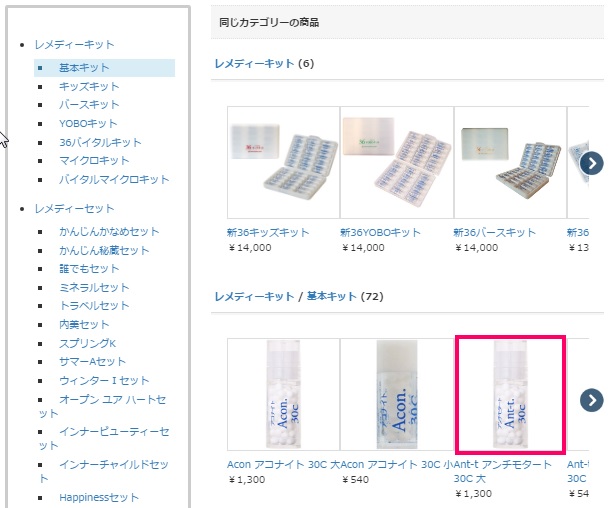 レメディーキット
基本キット
キッズキット
バースキット
YOBOキット
36バイタルキット
マイクロキット
バイタルマイクロキット
レメディーセット
かんじんかなめセット
かんじん秘蔵セット
誰でもセット
ミネラルセット
トラベルセット
内美セット
スプリングK
サマーAセット
ウィンターIセット
オープン ユア ハートセ
ット
インナービューティーセ
ット
インナーチャイルドセッ
ト
Happinessセット
同じカテゴリーの商品
レメディーキット (6)
新36キッズキット
¥14,000
新36YOBOキット
¥14,000
新36バースキット
¥14,000
新36
¥13
レメディーキット / 基本キット (72)
アコナイト
Acon.
30c
アコナイト
Acon.
30C
アンチモタート
Ant-t.
30c
Acon アコナイト 30C 大
¥1,300
Acon アコナイト 30C 小
¥540
Ant-t アンチモタート
30C 大
¥1,300
Ant-t
30C
¥54